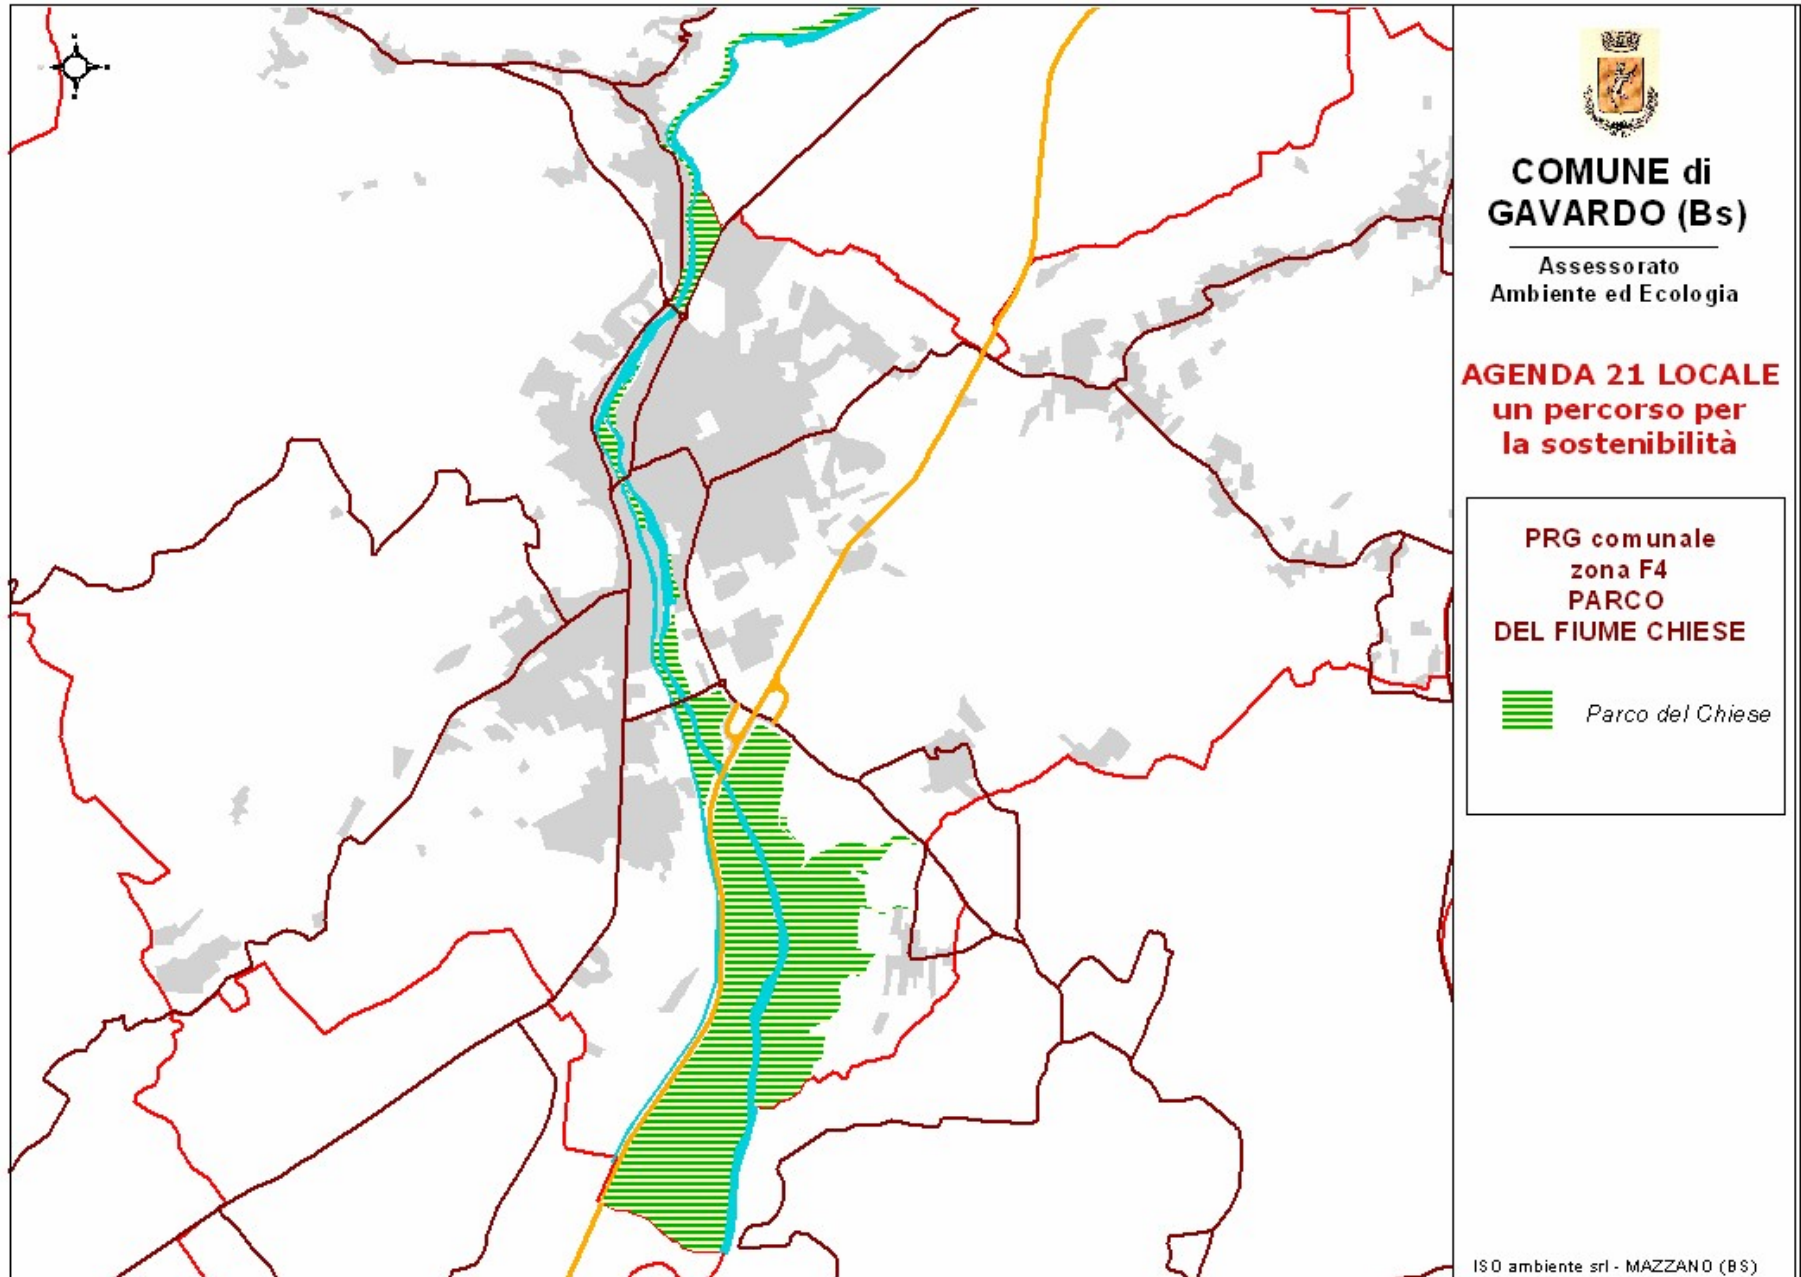 COMUNE di
GAVARDO (Bs)
Assessorato
Ambiente ed Ecologia
AGENDA 21 LOCALE
un percorso per
la sostenibilità
PRG comunale
zona F4
PARCO
DEL FIUME CHIESE
Parco del Chiese
ISO ambiente srl - MAZZANO (BS)